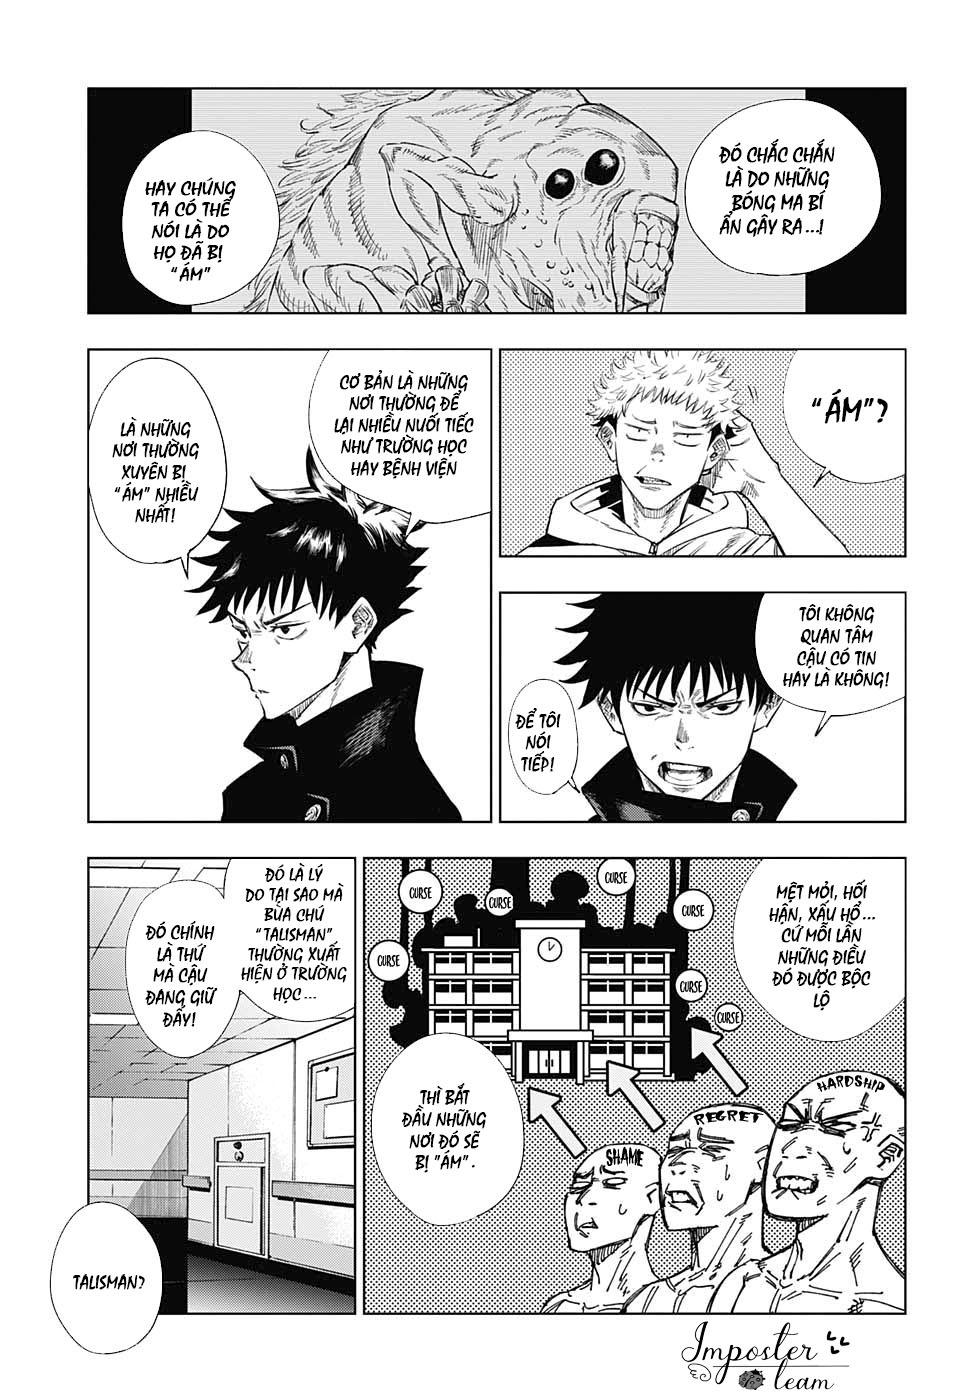 ĐÓ CHẮC CHẮN
LÀ DO NHỮNG
BÓNG MA BÍ
ẨN GÂY RA...!
HAY CHÚNG
TA CÓ THỂ
NÓI LÀ DO
HỌ ĐÃ BỊ
“ÁM”
“ÁM”?
CƠ BẢN LÀ NHỮNG
NƠI THƯỜNG ĐỂ
LẠI NHIỀU NUỐI TIẾC
NHƯ TRƯỜNG HỌC
HAY BỆNH VIỆN
LÀ NHỮNG
NƠI THƯỜNG
XUYÊN BỊ
“ÁM” NHIỀU
NHẤT!
TÔI KHÔNG
QUAN TÂM
CẬU CÓ TIN
HAY LÀ KHÔNG!
ĐỂ TÔI
NÓI
TIẾP!
MỆT MỎI, HỐI
HẬN, XẤU HỔ...
CỨ MỖI LẦN
NHỮNG ĐIỀU
ĐÓ ĐƯỢC BỘC
LỘ
CURSE
CURSE
CURSE
CURSE
CURSE
CURSE
CURSE
THÌ BẮT
ĐẦU NHỮNG
NƠI ĐÓ SẼ
BỊ "ÁM".
HARDSHIP
REGRET
SHAME
ĐÓ LÀ LÝ
DO TẠI SAO MÀ
BÙA CHÚ
“TALISMAN”
THƯỜNG XUẤT
HIỆN Ở TRƯỜNG
HỌC...
ĐÓ CHÍNH
LÀ THỨ
MÀ CẬU
ĐANG GIỮ
ĐẤY!
TALISMAN?
Imposter
team